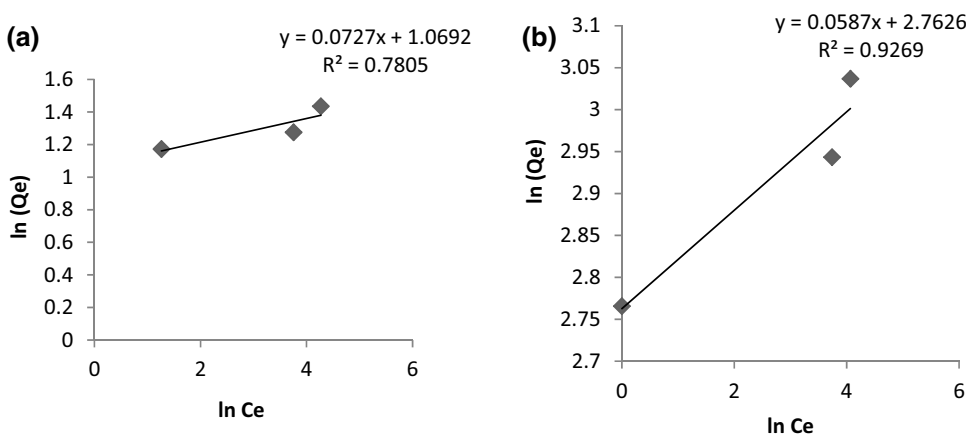 (a)
y = 0.0727x + 1.0692
R² = 0.7805
1.6
1.4
1.2
1
0.8
0.6
0.4
0.2
0
ln (Qe)
0 2 4 6
ln Ce
(b)
y = 0.0587x + 2.7626
R² = 0.9269
3.1
3.05
3
2.95
2.9
2.85
2.8
2.75
2.7
ln (Qe)
0 2 4 6
ln Ce